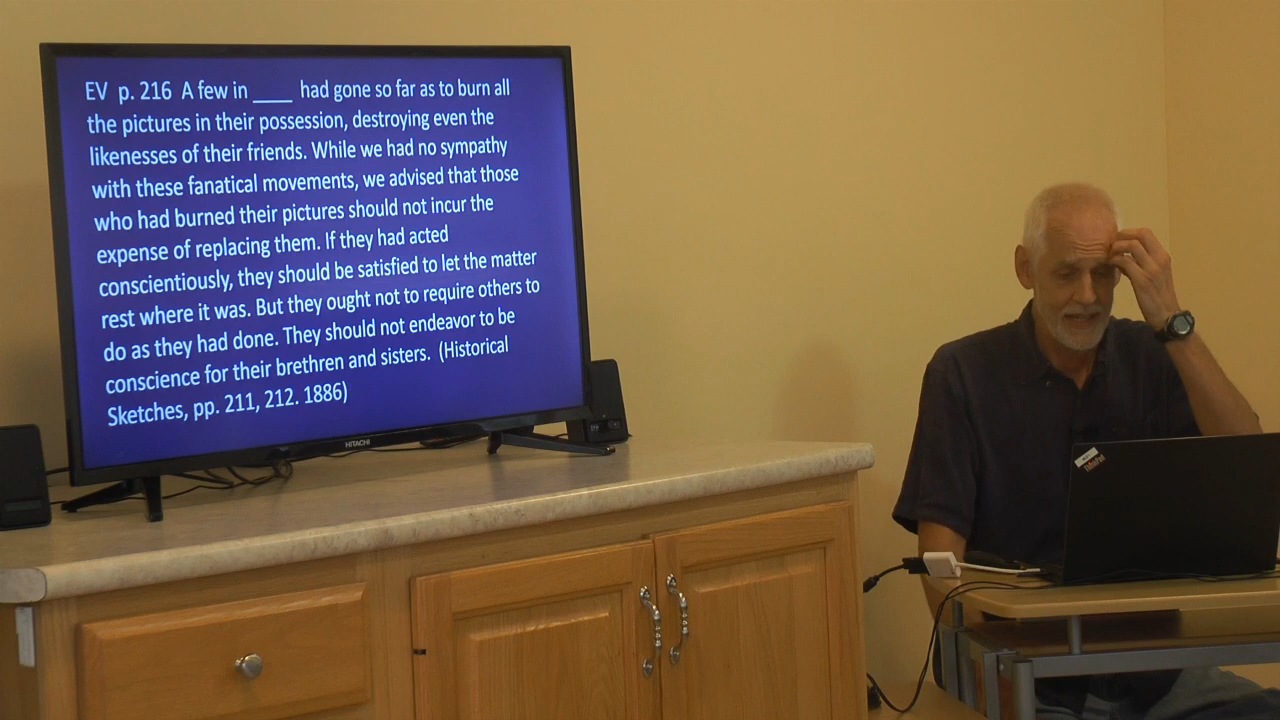 EV p. 216 A few in ____ had gone so far as to burn all
the pictures in their possession, destroying even the
likenesses of their friends. While we had no sympathy
with these fanatical movements, we advised that those
who had burned their pictures should not incur the
expense of replacing them. If they had acted
conscientiously, they should be satisfied to let the matter
rest where it was. But they ought not to require others to
do as they had done. They should not endeavor to be
conscience for their brethren and sisters. (Historical
Sketches, pp. 211, 212. 1886)
HITACHI
ThinkPad